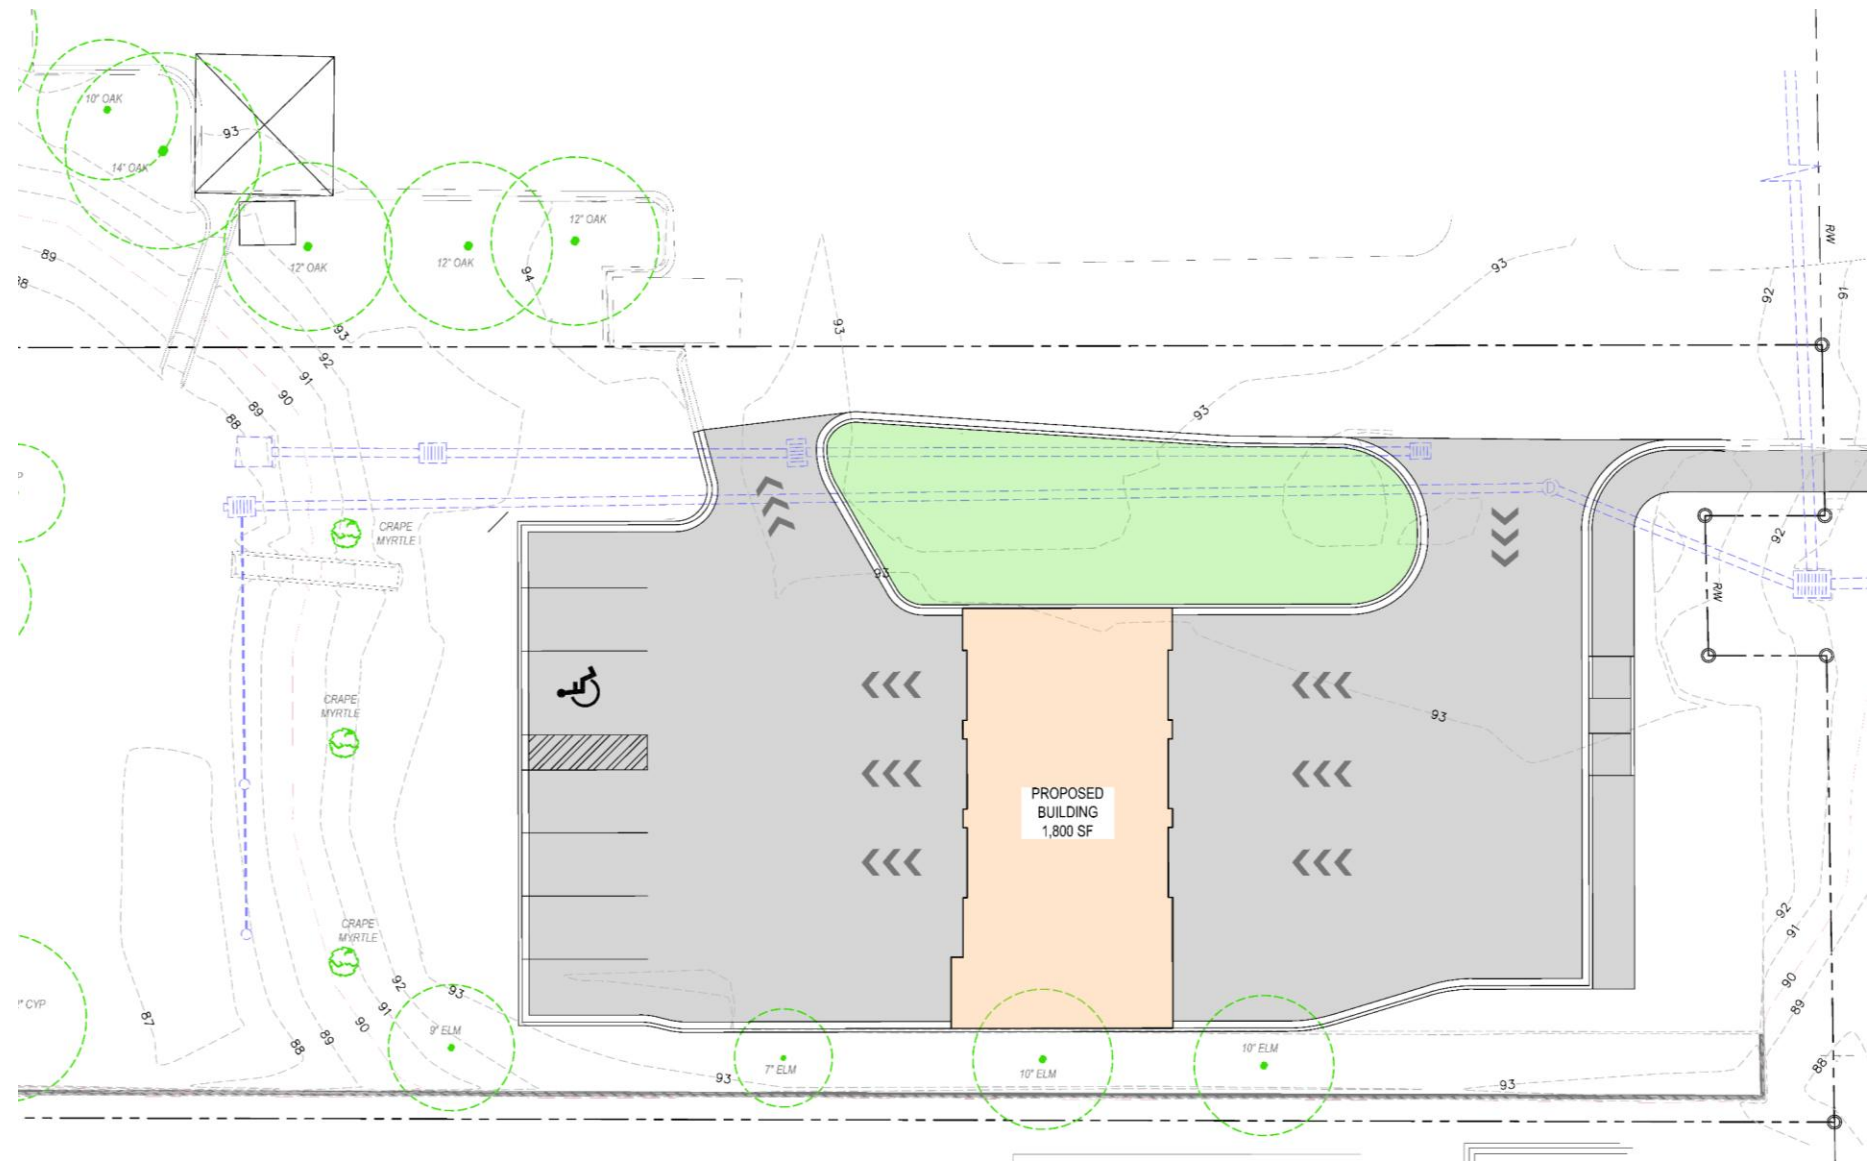 10" OAK
93
14" OAK
12" OAK
R/W
89
12" OAK
12" OAK
94
93
92
91
88
93
93
92
91
90
93
89
88
CRAPE
MYRTLE
D
92
93
R/W
CRAPE
MYRTLE
93
PROPOSED
BUILDING
1,800 SF
CRAPE
MYRTLE
92
91
92
93
90
" CYP
87
91
90
89
88
9" ELM
89
10" ELM
88
7" ELM
10" ELM
93
93